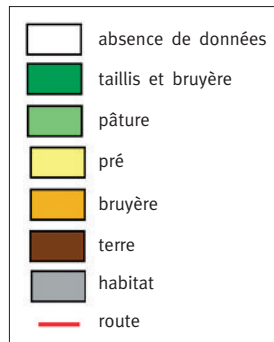 absence de données
taillis et bruyère
pâture
pré
bruyère
terre
habitat
route